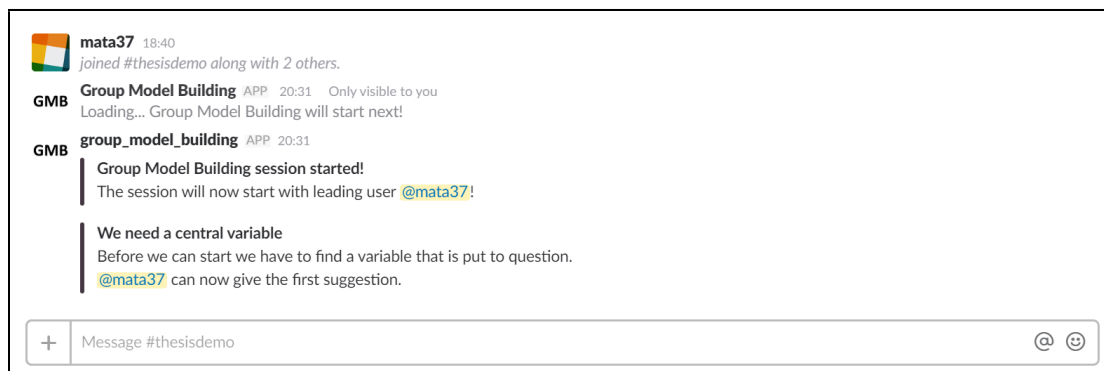 mata37 18:40
joined #thesisdemo along with 2 others.
GMB Group Model Building APP 20:31 Only visible to you
Loading... Group Model Building will start next!
GMB group_model_building APP 20:31
Group Model Building session started!
The session will now start with leading user @mata37!
We need a central variable
Before we can start we have to find a variable that is put to question.
@mata37 can now give the first suggestion.
+ Message #thesisdemo @